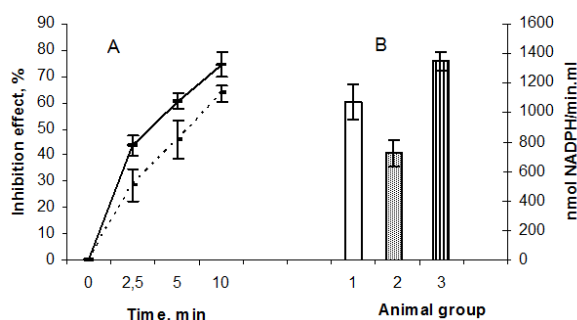 90 1600
80 A B 1400
70 1200
60 1000
50 800
40 600
30 400
20 200
10 0
0
0 2,5 5 10 1 2 3
Time, min Animal group
Inhibition effect, %
nmol NADPH/min.ml